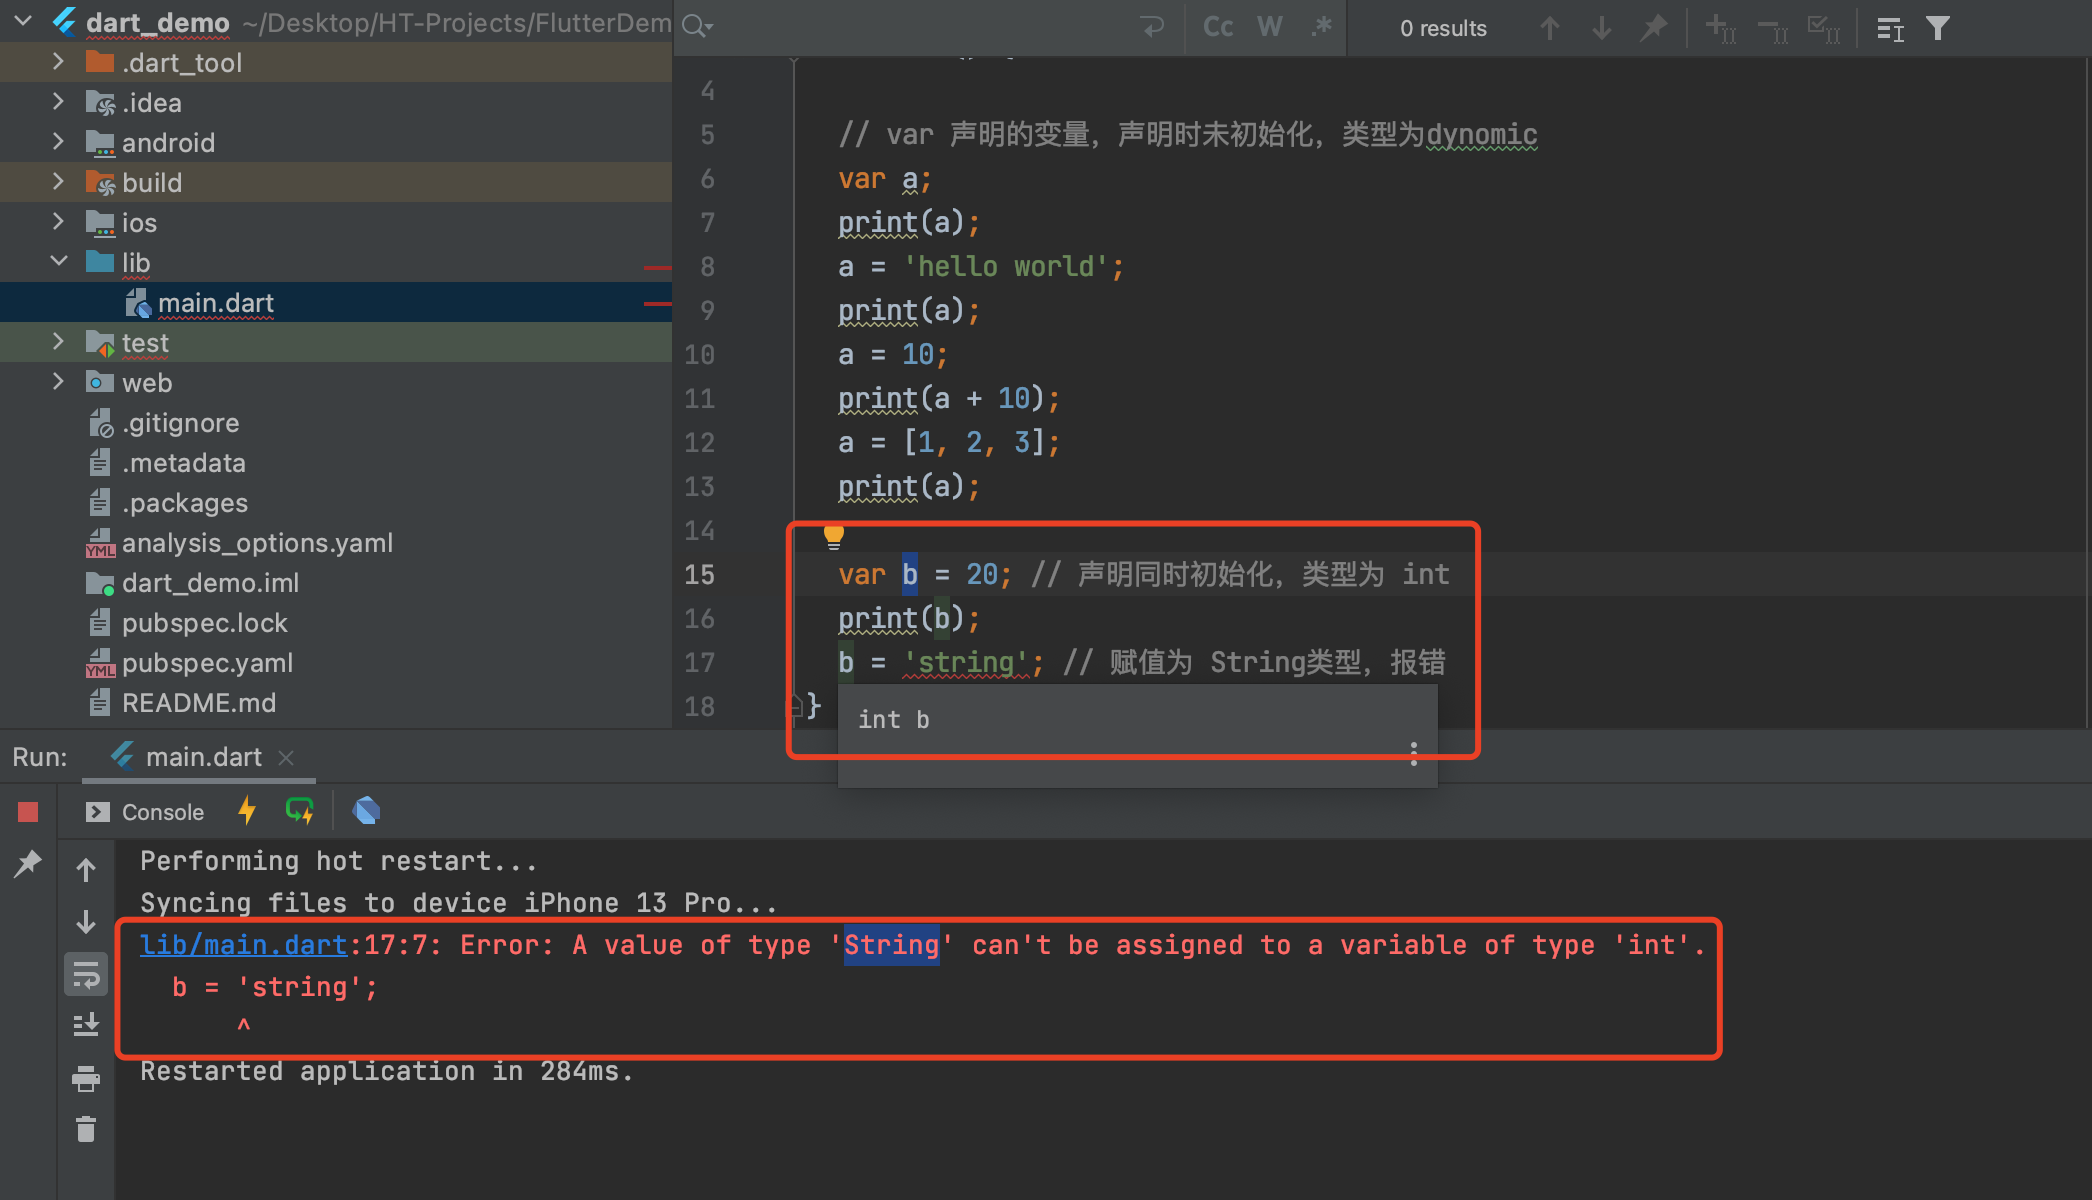 dart_demo ~/Desktop/HT-Projects/FlutterDem
.dart_tool
.idea
android
build
ios
lib
main.dart
test
web
.gitignore
.metadata
.packages
analysis_options.yaml
dart_demo.iml
pubspec.lock
pubspec.yaml
README.md
Cc W .* 0 results
4
5 // var 声明的变量，声明时未初始化，类型为dynomic
6 var a;
7 print(a);
8 a = 'hello world';
9 print(a);
10 a = 10;
11 print(a + 10);
12 a = [1, 2, 3];
13 print(a);
14
15 var b = 20; // 声明同时初始化，类型为 int
16 print(b);
17 b = 'string'; // 赋值为 String类型，报错
18 }
int b
Run: main.dart
Console
Performing hot restart...
Syncing files to device iPhone 13 Pro...
lib/main.dart:17:7: Error: A value of type 'String' can't be assigned to a variable of type 'int'.
b = 'string';
^
Restarted application in 284ms.